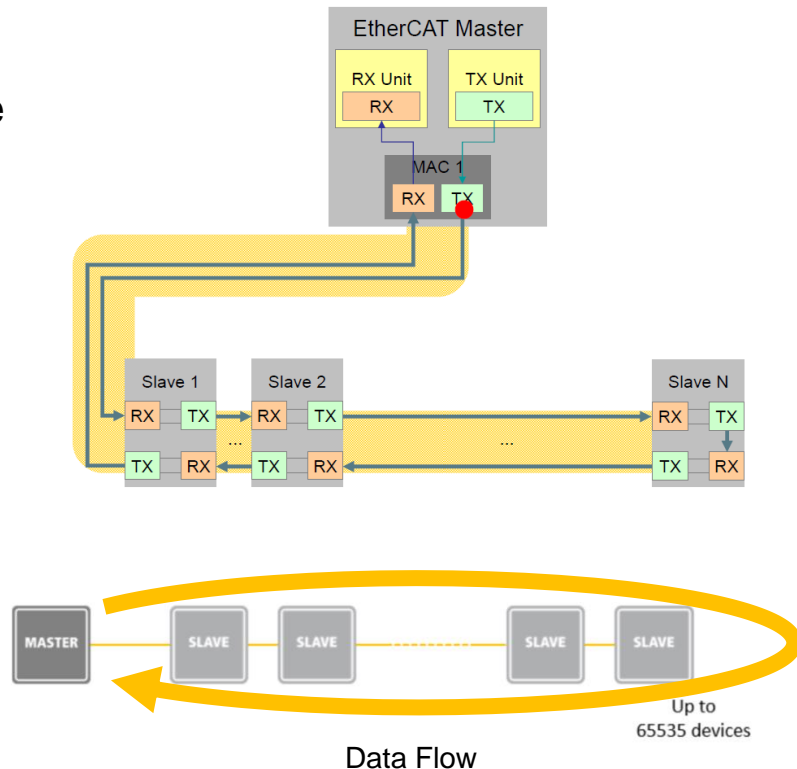 EtherCAT Master
RX Unit TX Unit
RX TX
MAC 1
RX TX
e
Slave 1 Slave 2 Slave N
RX TX RX TX RX TX
... ...
TX RX TX RX TX RX
MASTER SLAVE SLAVE SLAVE SLAVE
Up to
65535 devices
Data Flow